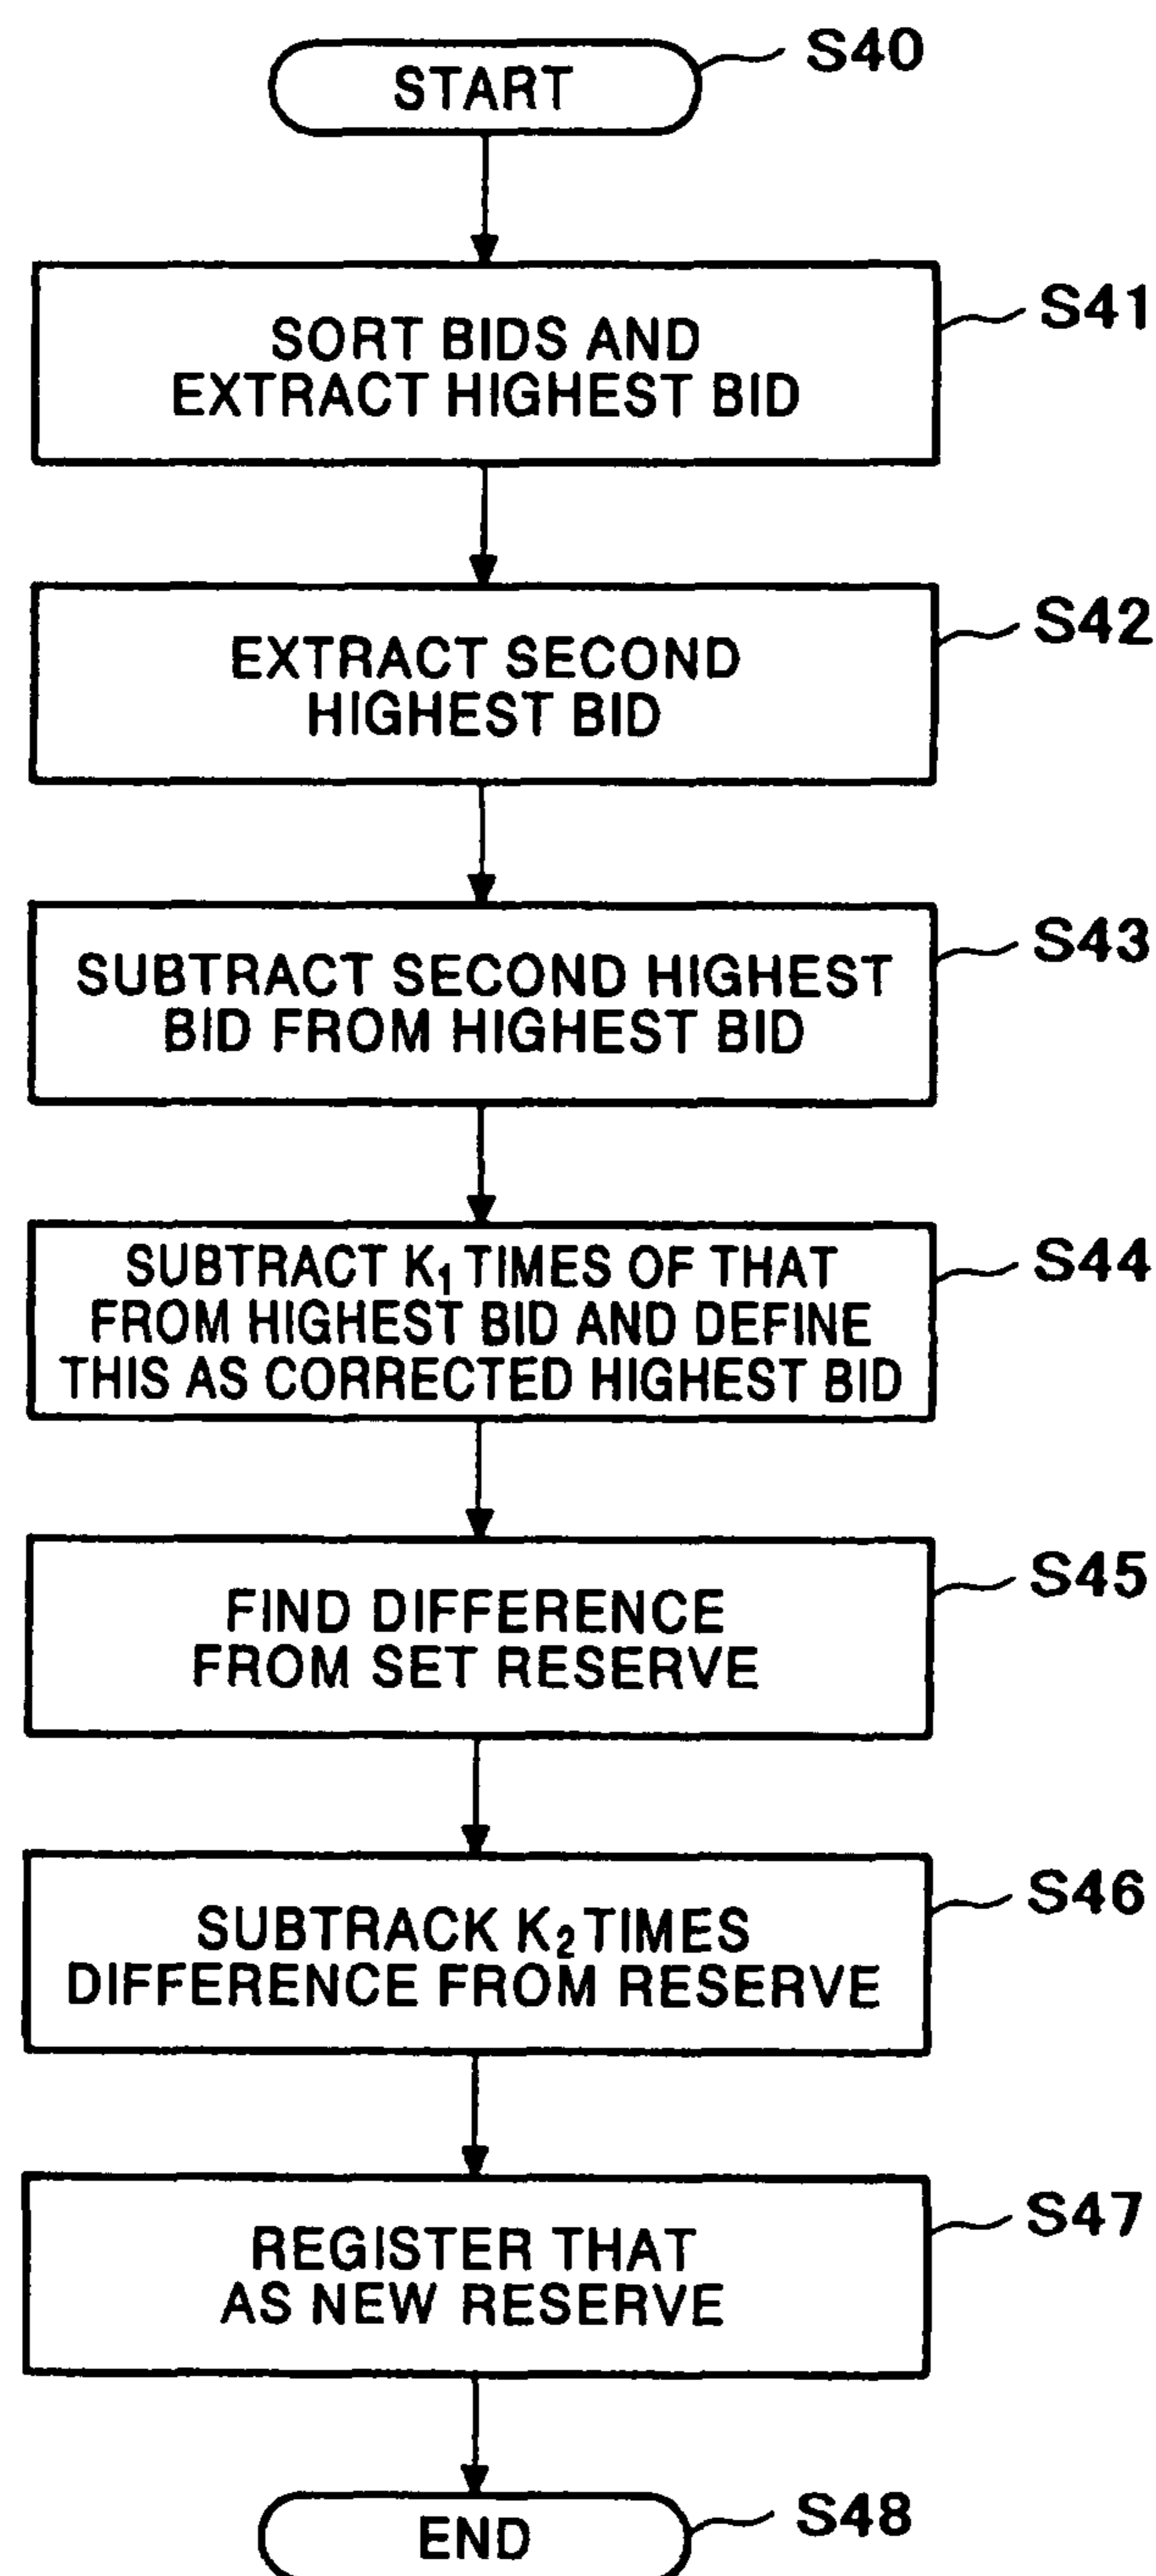 START
S40
SORT BIDS AND
EXTRACT HIGHEST BID
S41
EXTRACT SECOND
HIGHEST BID
S42
SUBTRACT SECOND HIGHEST
BID FROM HIGHEST BID
S43
SUBTRACT K₁ TIMES OF THAT
FROM HIGHEST BID AND DEFINE
THIS AS CORRECTED HIGHEST BID
S44
FIND DIFFERENCE
FROM SET RESERVE
S45
SUBTRACK K₂ TIMES
DIFFERENCE FROM RESERVE
S46
REGISTER THAT
AS NEW RESERVE
S47
END
S48